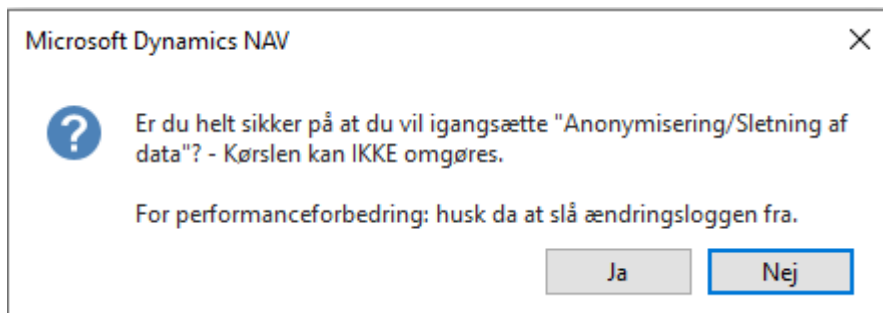 Microsoft Dynamics NAV
Er du helt sikker på at du vil igangsætte "Anonymisering/Sletning af
data"? - Kørslen kan IKKE omgøres.
For performanceforbedring: husk da at slå ændringsloggen fra.
Ja
Nej